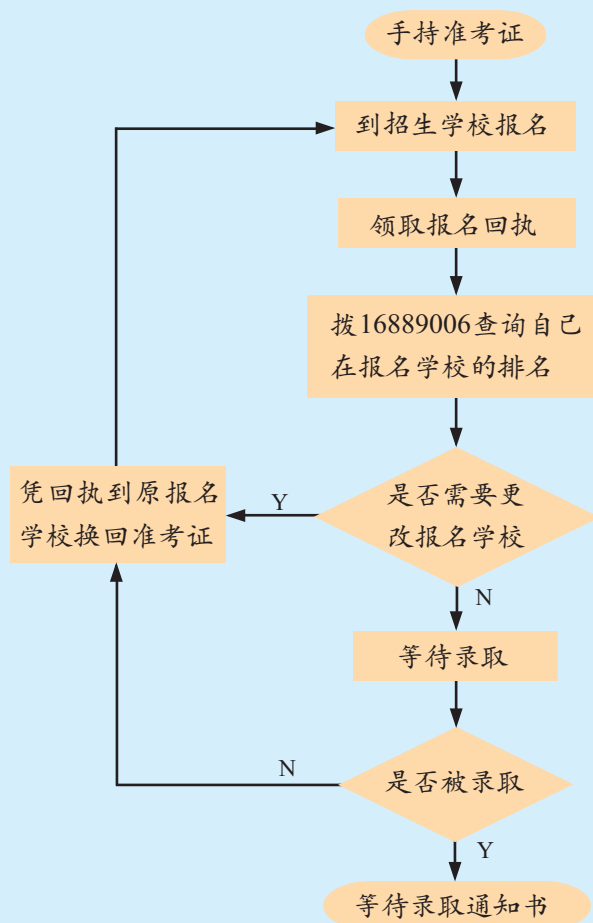 手持准考证
到招生学校报名
领取报名回执
拨16889006查询自己
在报名学校的排名
是否需要更
改报名学校
Y
凭回执到原报名
学校换回准考证
N
等待录取
是否被录取
N
Y
等待录取通知书